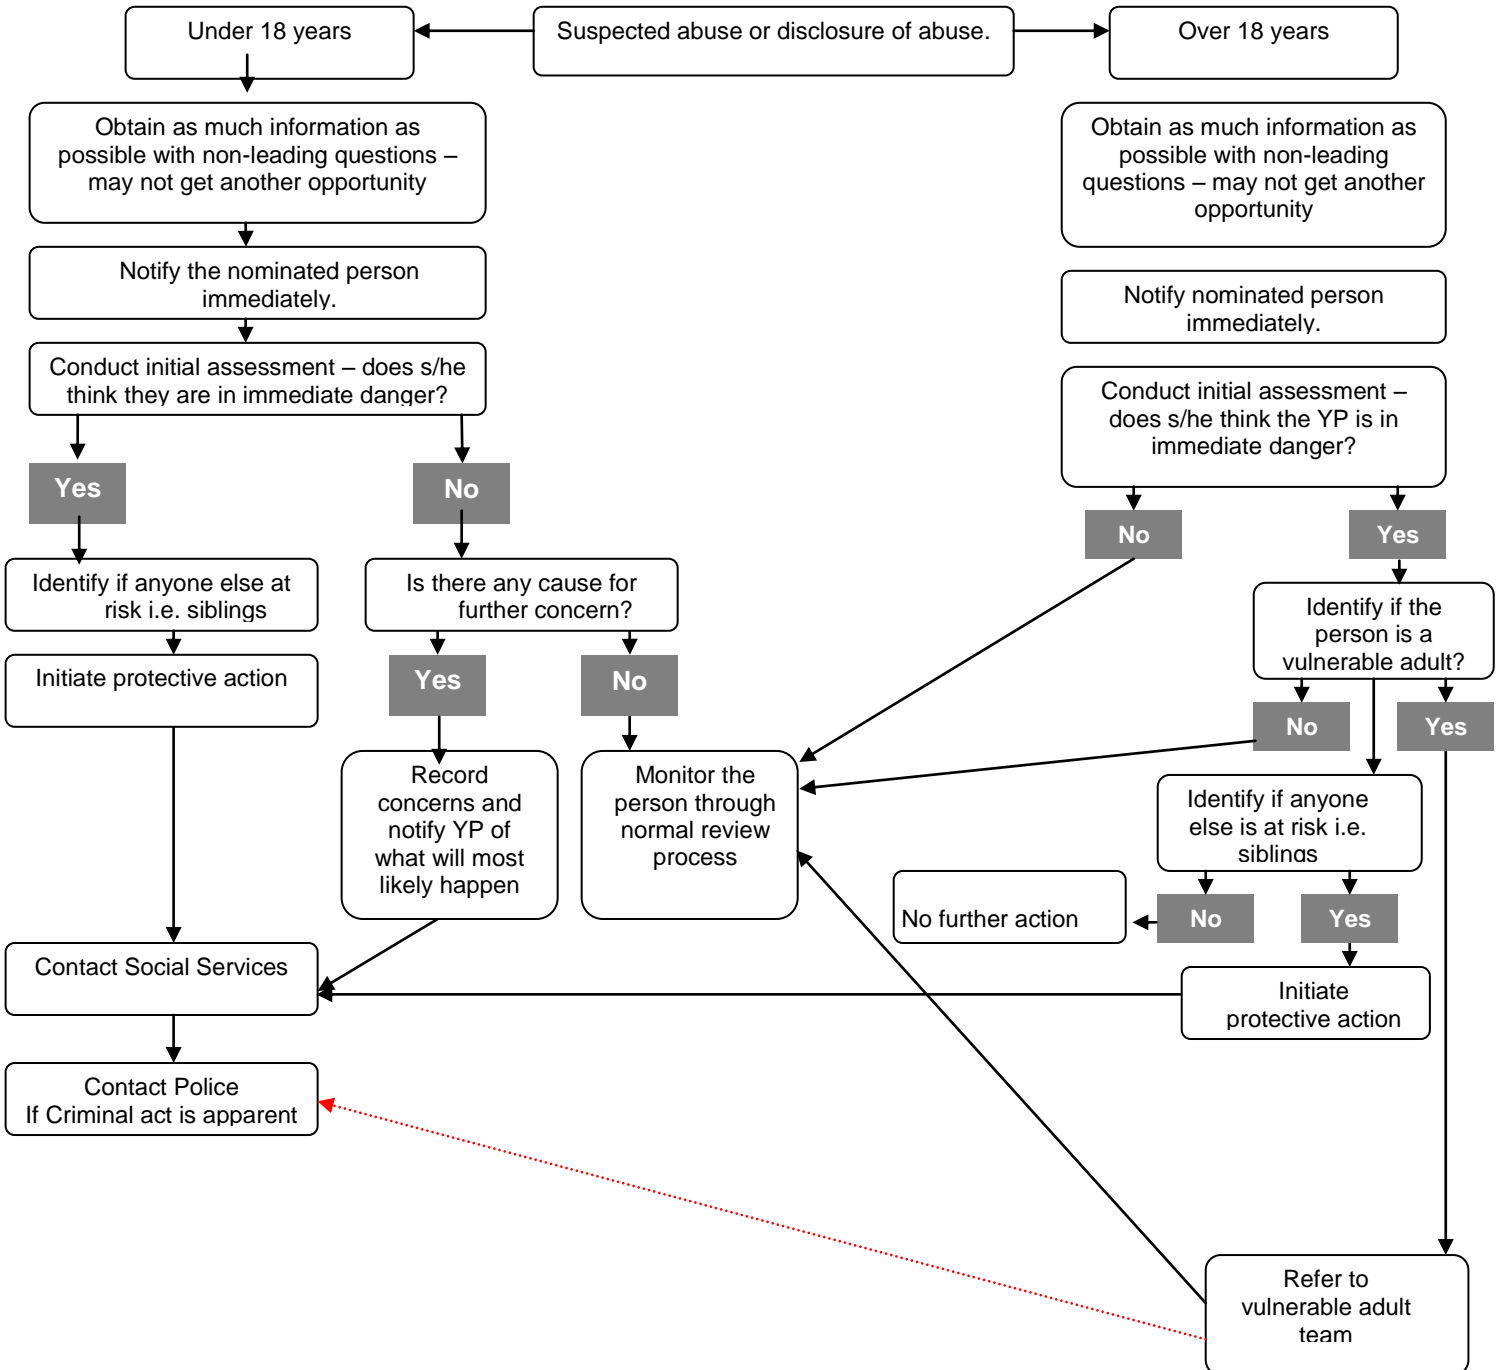 Under 18 years
Suspected abuse or disclosure of abuse.
Over 18 years
Obtain as much information as
possible with non-leading questions –
may not get another opportunity
Notify the nominated person
immediately.
Conduct initial assessment – does s/he
think they are in immediate danger?
Yes
No
Identify if anyone else at
risk i.e. siblings
Is there any cause for
further concern?
Initiate protective action
Yes
No
Record
concerns and
notify YP of
what will most
likely happen
Monitor the
person through
normal review
process
Contact Social Services
Contact Police
If Criminal act is apparent
Obtain as much information as
possible with non-leading
questions – may not get another
opportunity
Notify nominated person
immediately.
Conduct initial assessment –
does s/he think the YP is in
immediate danger?
No
Yes
Identify if the
person is a
vulnerable adult?
No
Yes
Identify if anyone
else is at risk i.e.
siblings
No further action
No
Yes
Initiate
protective action
Refer to
vulnerable adult
team